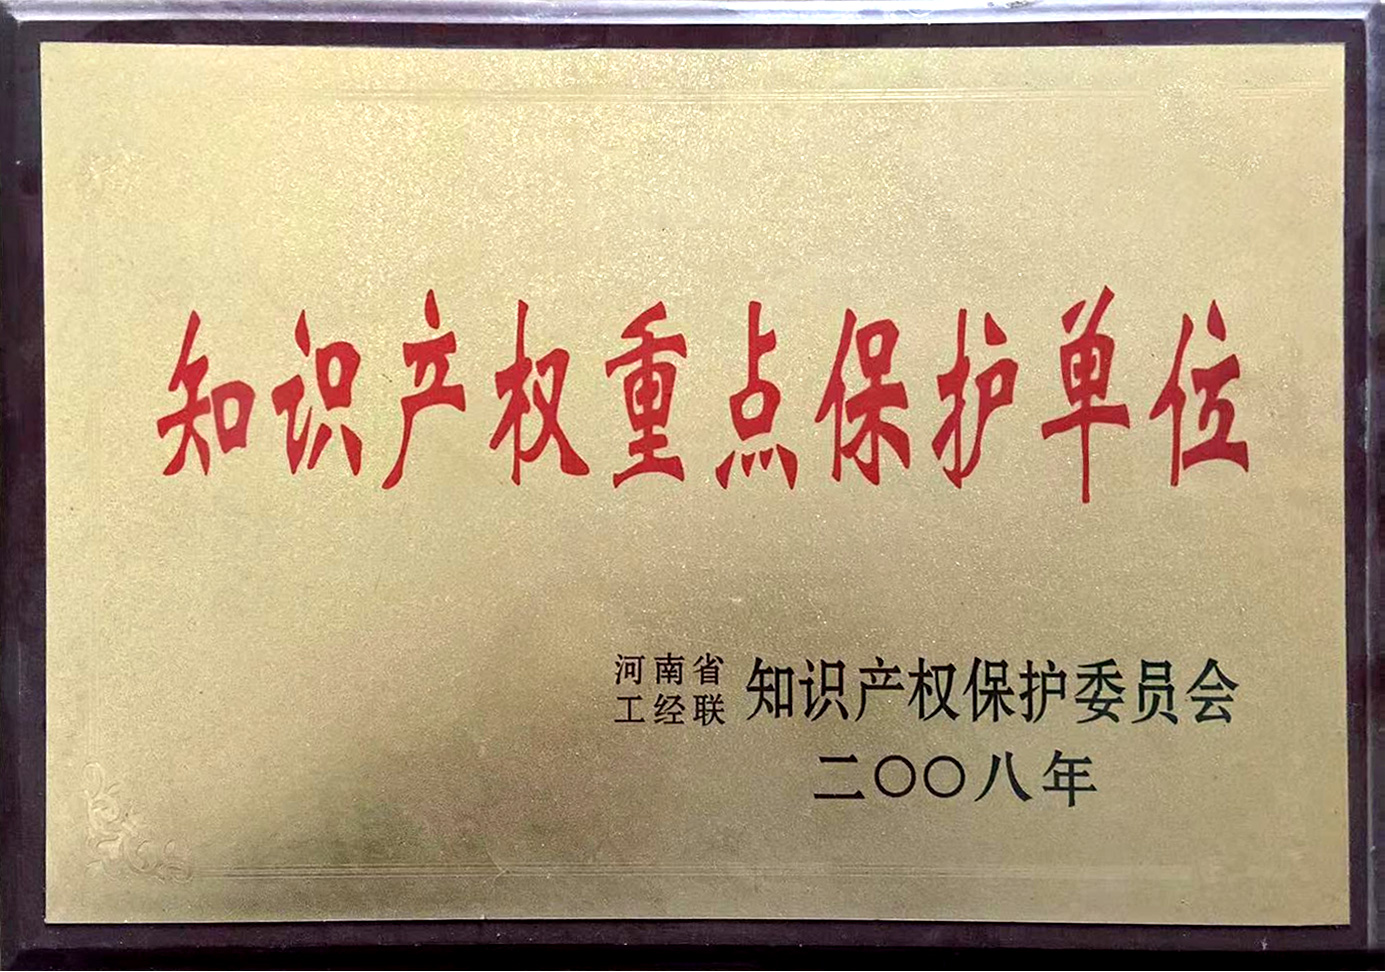 知识产权重点保护单位
河南省
工经联 知识产权保护委员会
二〇〇八年